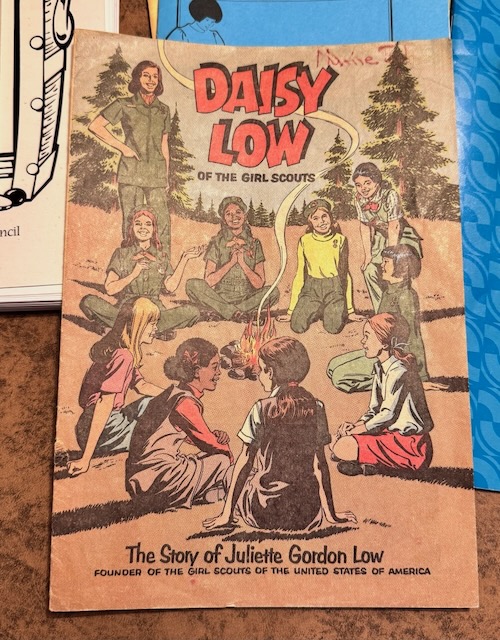 DAISY
LOW
OF THE GIRL SCOUTS
ncil
The Story of Juliette Gordon Low
FOUNDER OF THE GIRL SCOUTS OF THE UNITED STATES OF AMERICA